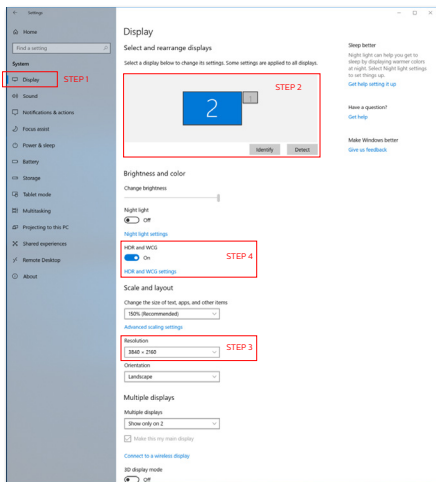 Settings
Home
Find a setting
System
Display
STEP 1
Sound
Notifications & actions
Focus assist
Power & sleep
Battery
Storage
Tablet mode
Multitasking
Projecting to this PC
Shared experiences
Remote Desktop
About
Display
Select and rearrange displays
Select a display below to change its settings. Some settings are applied to all displays.
STEP 2
2
1
Identify
Detect
Brightness and color
Change brightness
Night light
Off
Night light settings
HDR and WCG
On
STEP 4
HDR and WCG settings
Scale and layout
Change the size of text, apps, and other items
150% (Recommended)
Advanced scaling settings
Resolution
3840 × 2160
STEP 3
Orientation
Landscape
Multiple displays
Multiple displays
Show only on 2
Make this my main display
Connect to a wireless display
3D display mode
Off
Sleep better
Night light can help you get to
sleep by displaying warmer colors
at night. Select Night light settings
to set things up.
Get help setting it up
Have a question?
Get help
Make Windows better
Give us feedback